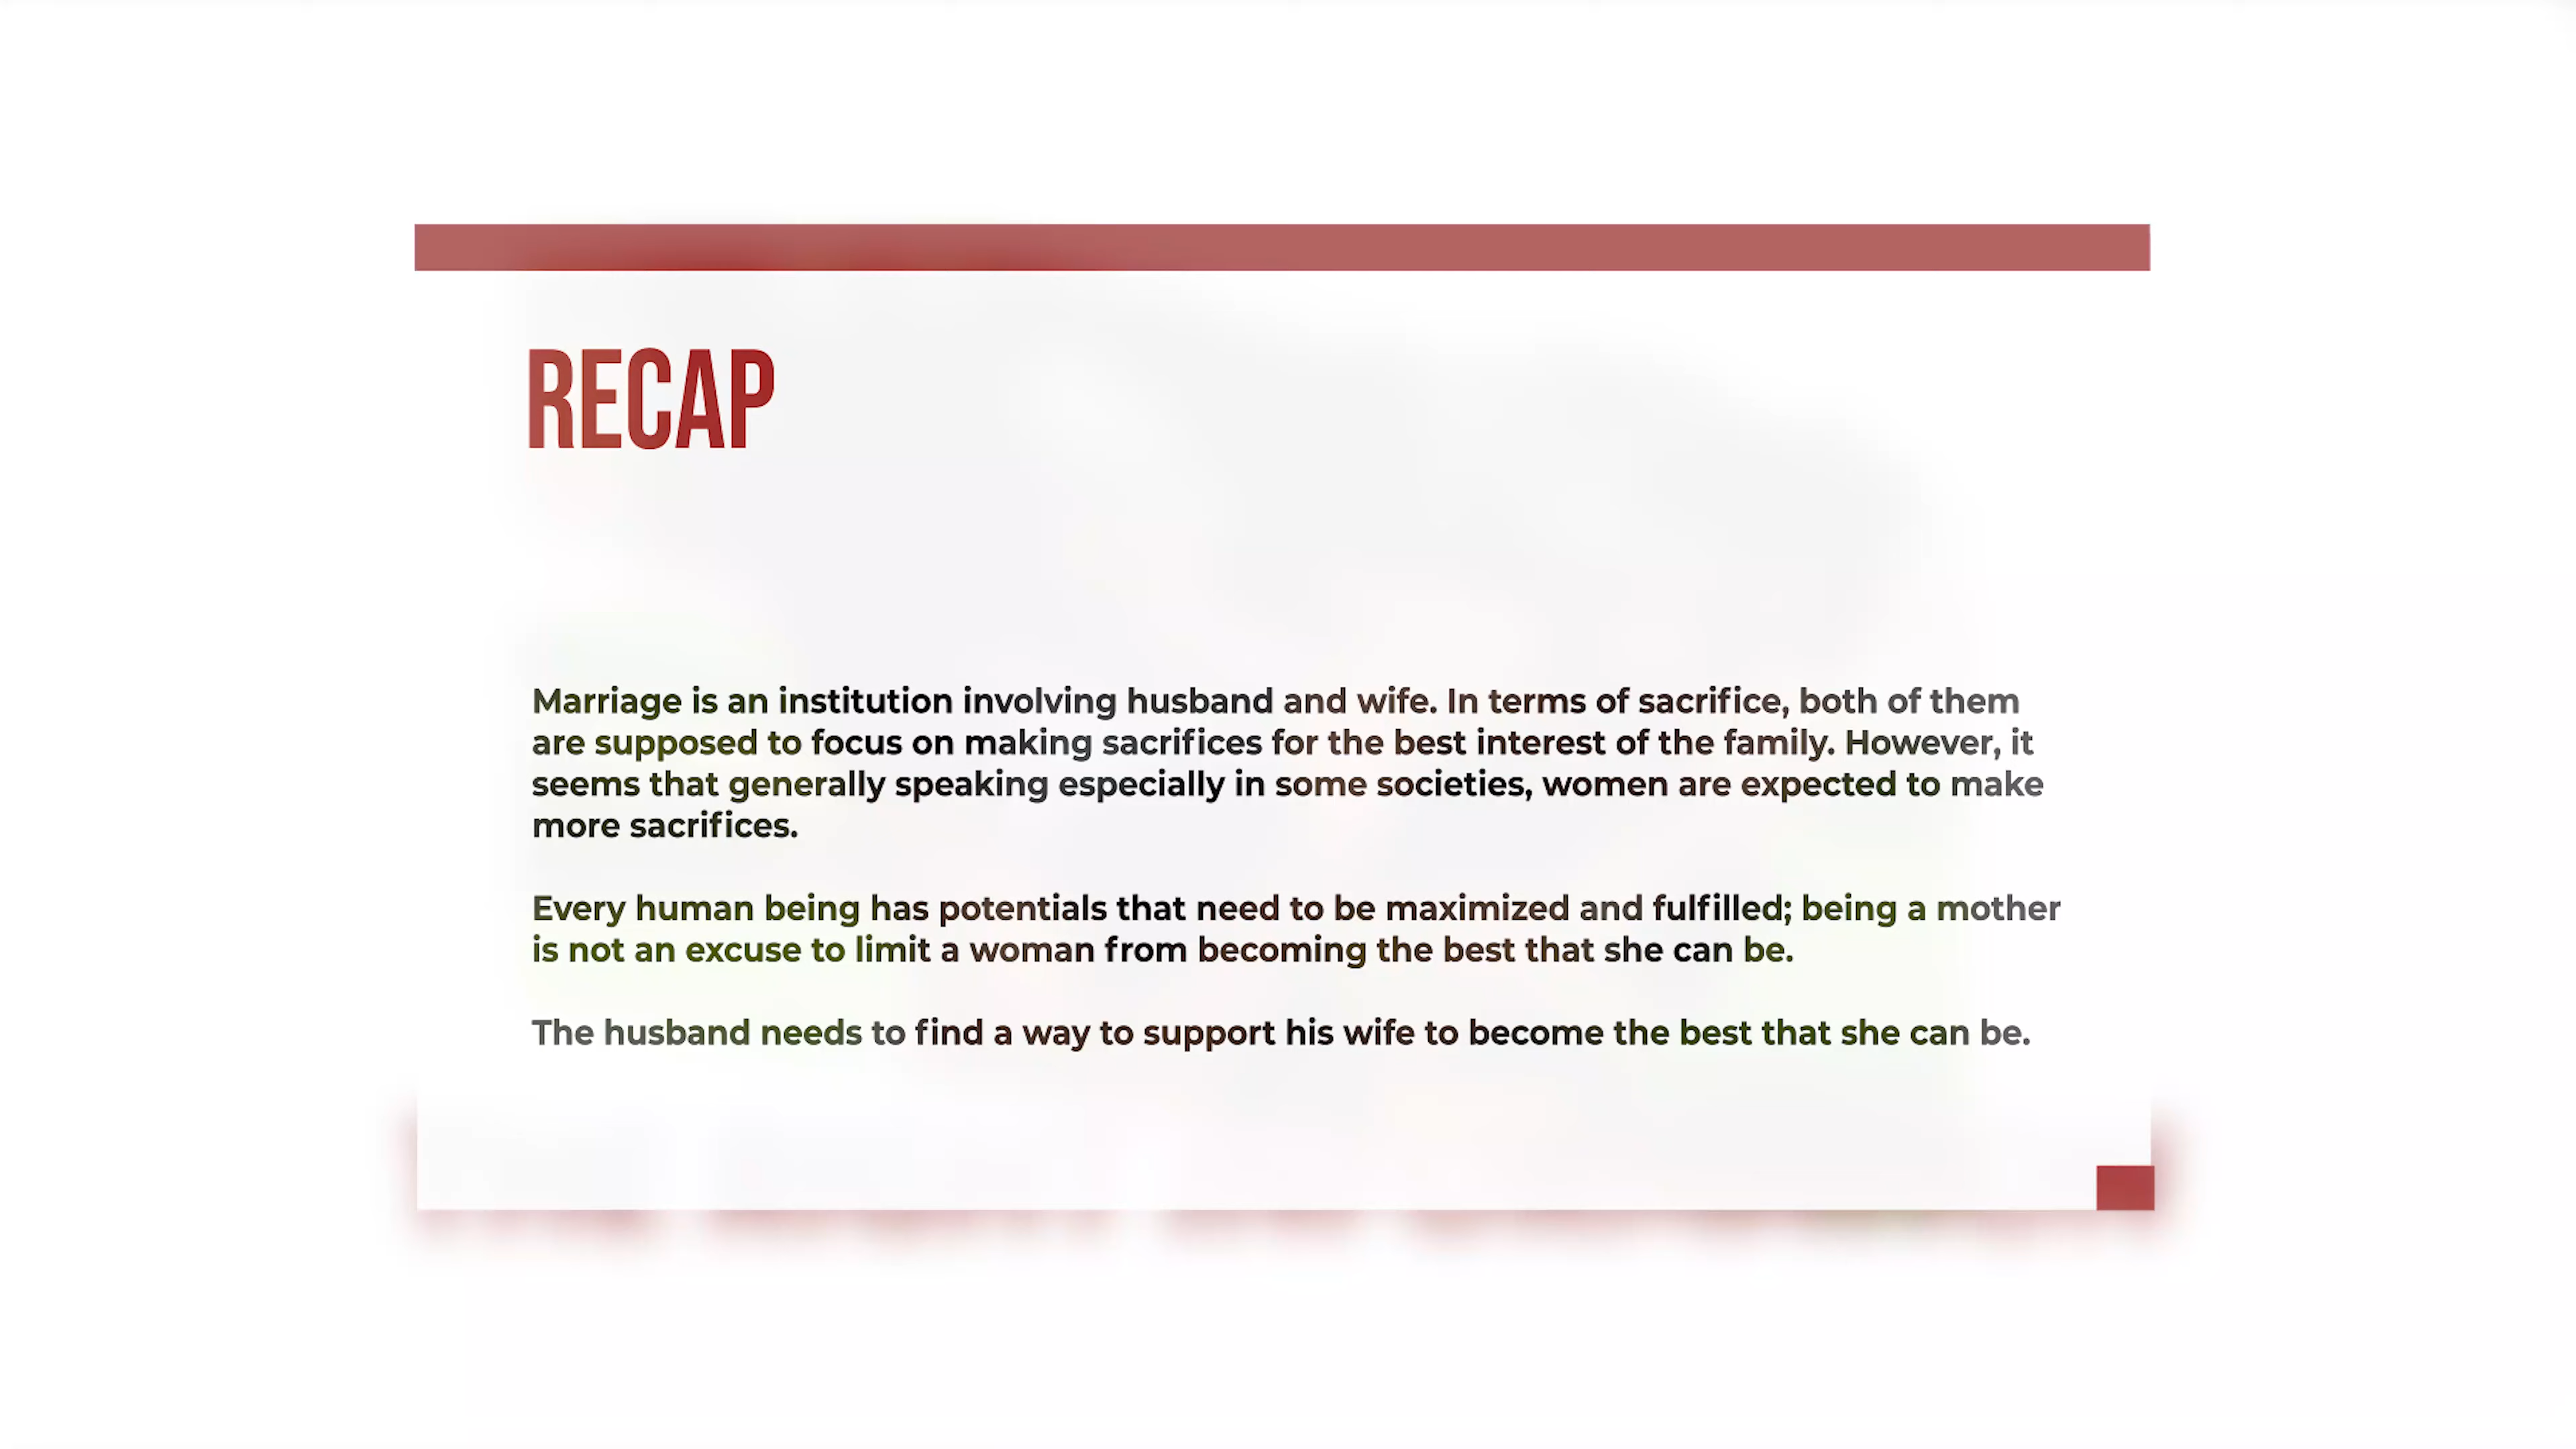 RECAP
Marriage is an institution involving husband and wife. In terms of sacrifice, both of them
are supposed to focus on making sacrifices for the best interest of the family. However, it
seems that generally speaking especially in some societies, women are expected to make
more sacrifices.
Every human being has potentials that need to be maximized and fulfilled; being a mother
is not an excuse to limit a woman from becoming the best that she can be.
The husband needs to find a way to support his wife to become the best that she can be.